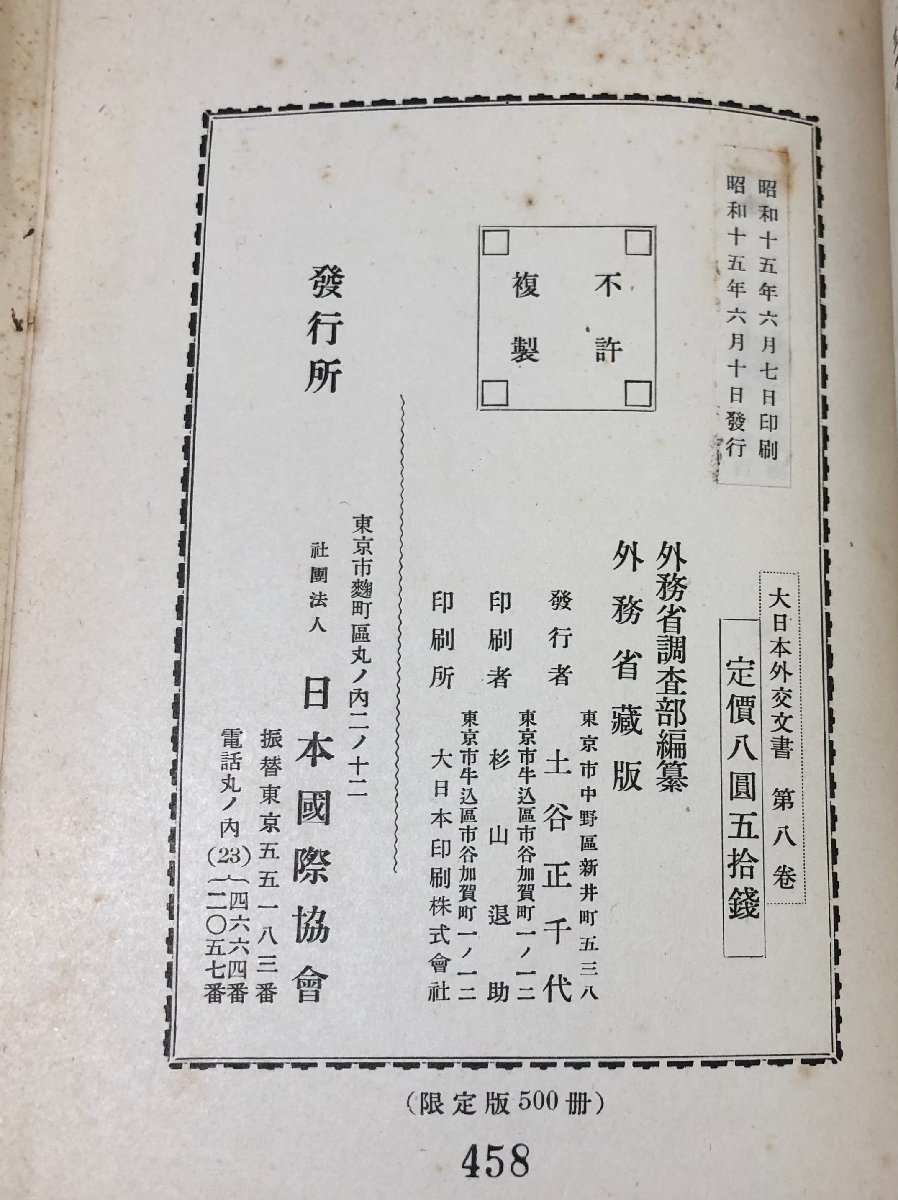 昭和十五年六月七日印刷
昭和十五年六月十日發行
不許
複製
大日本外交文書　第八卷
定價八圓五拾錢
外務省調査部編纂
外務省藏版
東京市中野區新井町五三八
發行者　土谷正千代
東京市牛込區市谷加賀町一ノ一二
印刷者　杉山退助
東京市牛込區市谷加賀町一ノ一二
印刷所　大日本印刷株式會社
發行所
東京市麴町區丸ノ內二ノ十二
社團法人　日本國際協會
振替東京五五一八三番
電話丸ノ內(23){四六六四番
二〇五七番
(限定版500册)
458